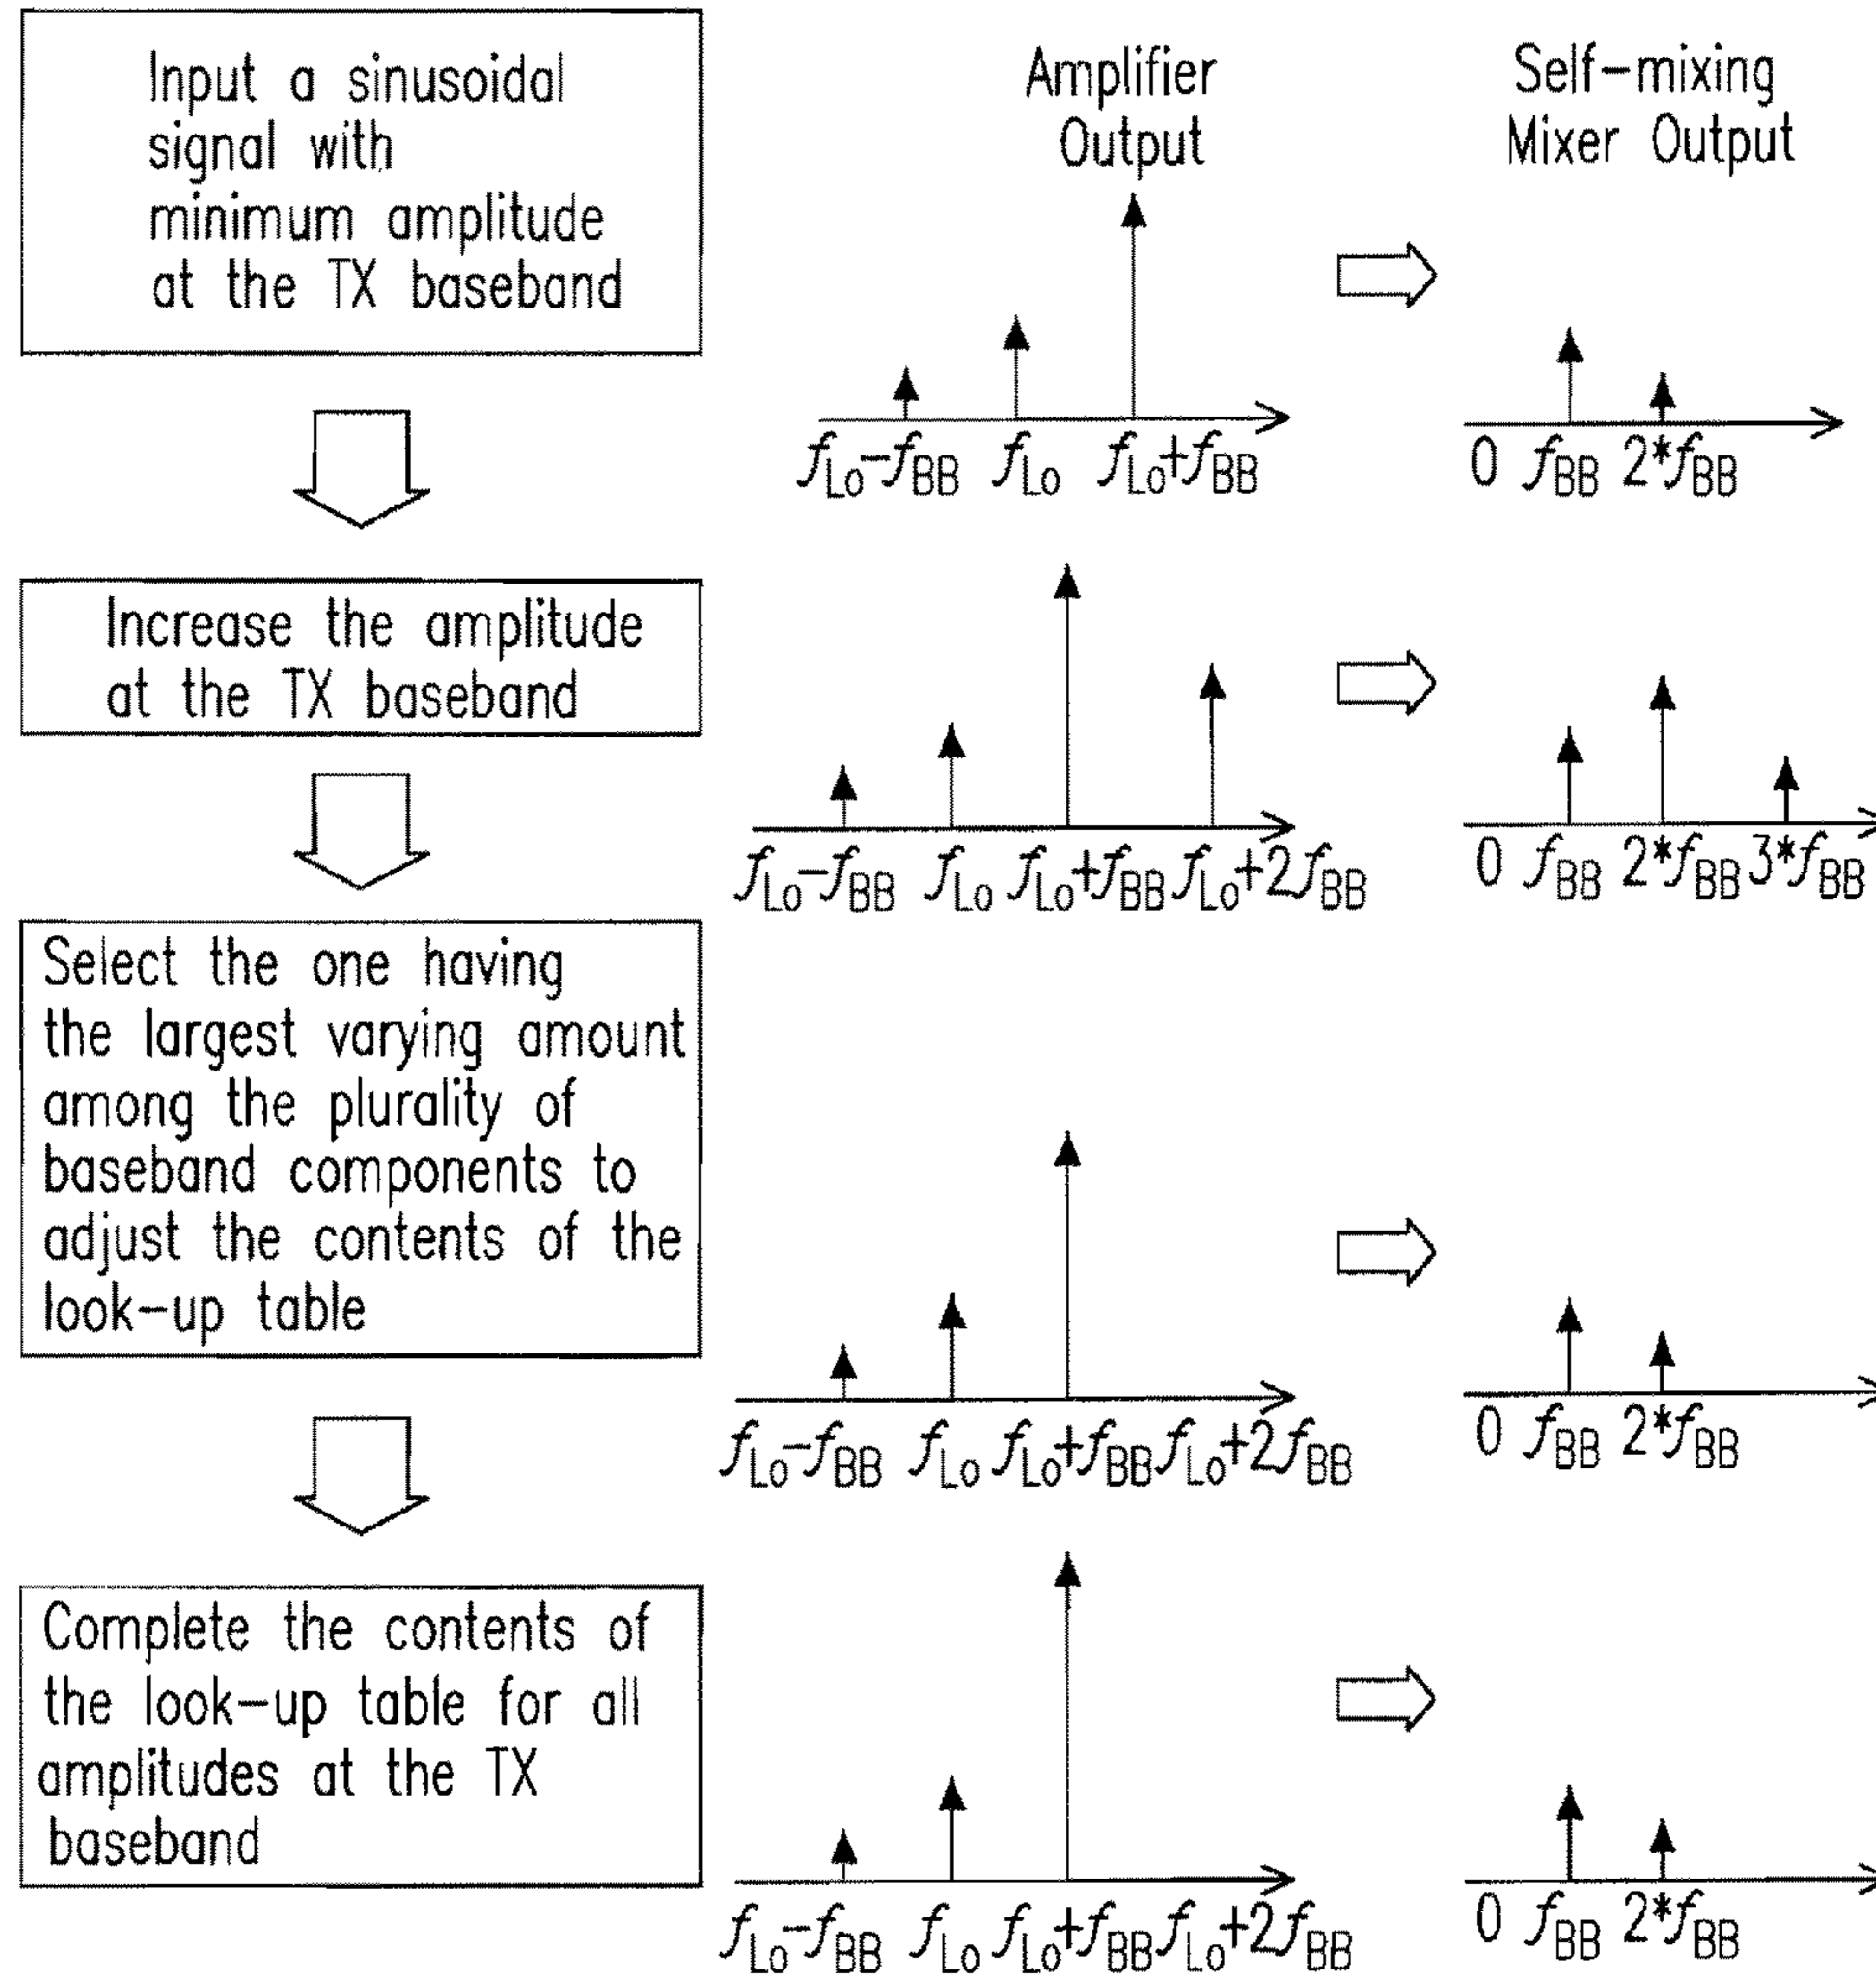 Input a sinusoidal
signal with
minimum amplitude
at the TX baseband
Amplifier
Output
Self-mixing
Mixer Output
fLo-fBB fLo fLo+fBB
0 fBB 2*fBB
Increase the amplitude
at the TX baseband
fLo-fBB fLo fLo+fBB fLo+2fBB
0 fBB 2*fBB 3*fBB
Select the one having
the largest varying amount
among the plurality of
baseband components to
adjust the contents of the
look-up table
fLo-fBB fLo fLo+fBB fLo+2fBB
0 fBB 2*fBB
Complete the contents of
the look-up table for all
amplitudes at the TX
baseband
fLo-fBB fLo fLo+fBB fLo+2fBB
0 fBB 2*fBB